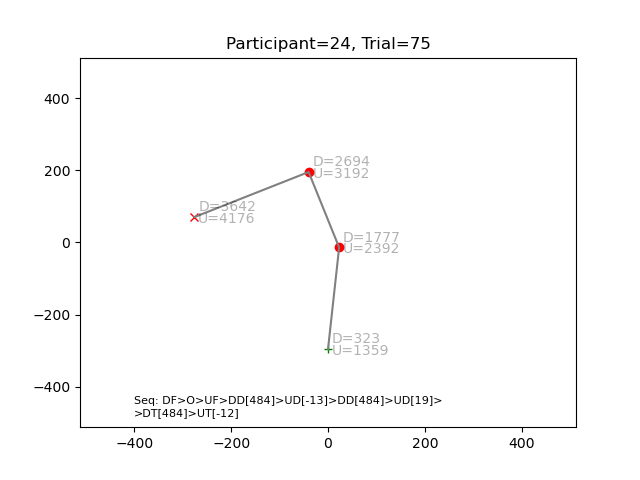 Participant=24, Trial=75
400
200
0
−200
−400
D=2694
U=3192
D=3642
U=4176
D=1777
U=2392
D=323
U=1359
Seq: DF>O>UF>DD[484]>UD[-13]>DD[484]>UD[19]>
>DT[484]>UT[-12]
−400
−200
0
200
400